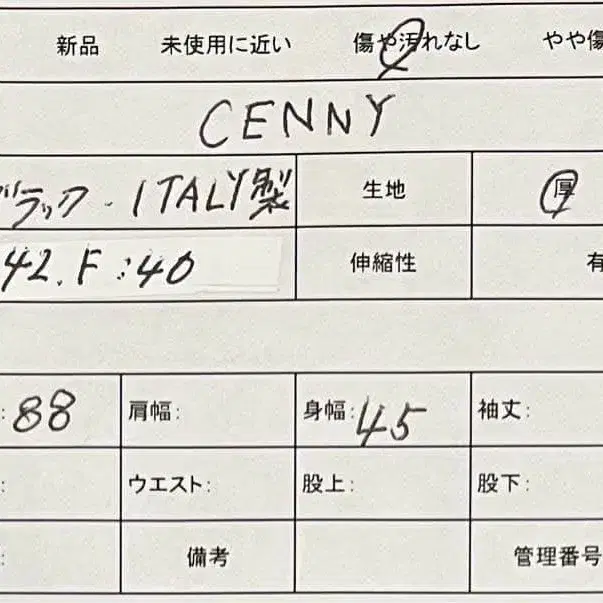 新品 未使用に近い 傷や汚れなし やや傷
CENNY
ブラック・ITALY製 生地 厚
42. F:40 伸縮性 有
: 88 肩幅: 身幅: 45 袖丈:
: ウエスト: 股上: 股下:
: 備考 管理番号